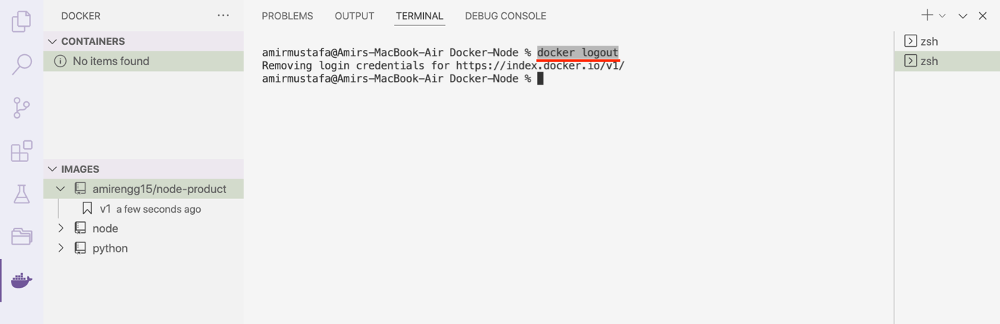 DOCKER
PROBLEMS OUTPUT TERMINAL DEBUG CONSOLE
CONTAINERS
No items found
IMAGES
amirengg15/node-product
v1 a few seconds ago
node
python
amirmustafa@Amirs-MacBook-Air Docker-Node % docker logout
Removing login credentials for https://index.docker.io/v1/
amirmustafa@Amirs-MacBook-Air Docker-Node %
zsh
zsh